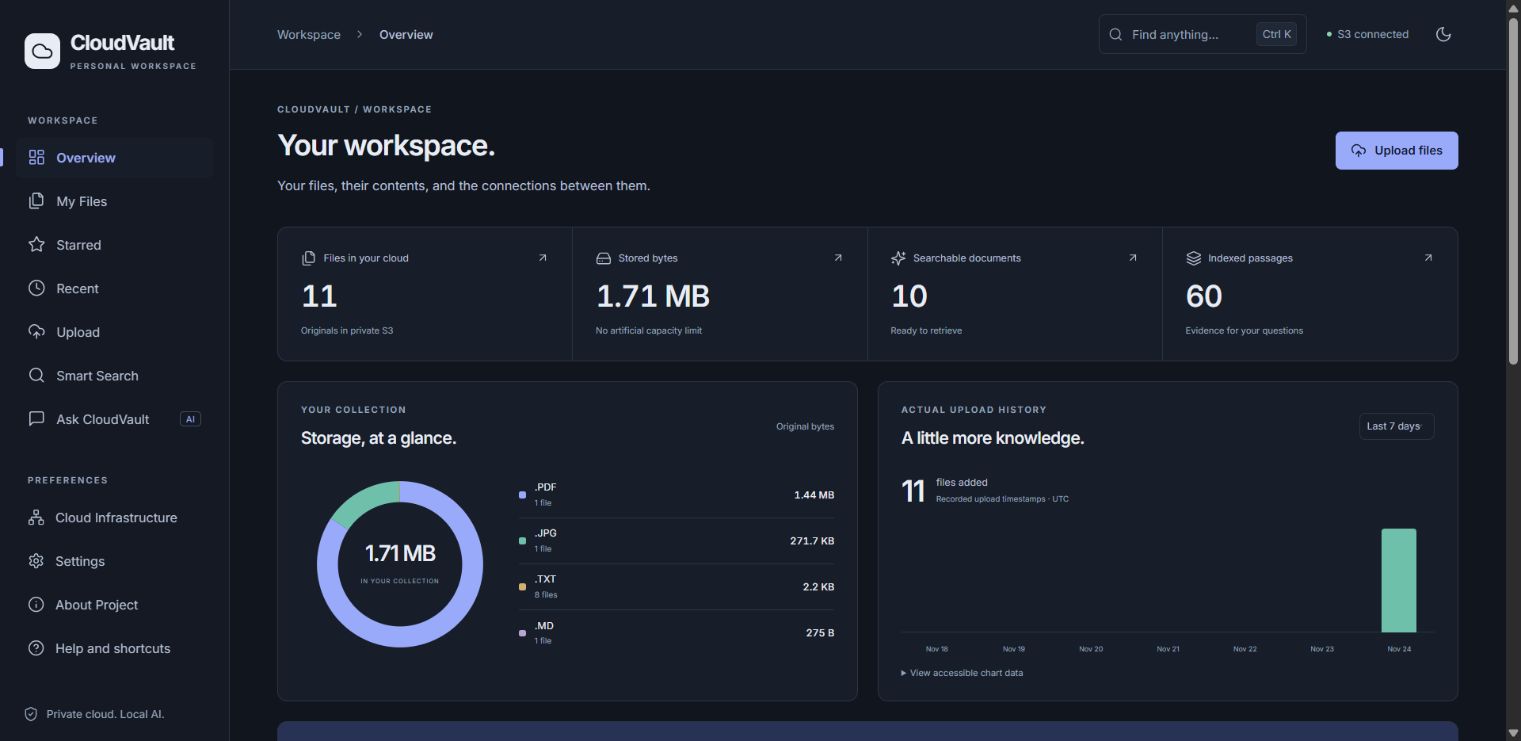 CloudVault
PERSONAL WORKSPACE
WORKSPACE
Overview
My Files
Starred
Recent
Upload
Smart Search
Ask CloudVault AI
PREFERENCES
Cloud Infrastructure
Settings
About Project
Help and shortcuts
Private cloud. Local AI.
Workspace > Overview
Find anything... Ctrl K
S3 connected
CLOUDVAULT / WORKSPACE
Your workspace.
Your files, their contents, and the connections between them.
Upload files
Files in your cloud
11
Originals in private S3
Stored bytes
1.71 MB
No artificial capacity limit
Searchable documents
10
Ready to retrieve
Indexed passages
60
Evidence for your questions
YOUR COLLECTION
Storage, at a glance.
Original bytes
1.71 MB
IN YOUR COLLECTION
.PDF
1 file
1.44 MB
.JPG
1 file
271.7 KB
.TXT
8 files
2.2 KB
.MD
1 file
275 B
ACTUAL UPLOAD HISTORY
A little more knowledge.
Last 7 days
11
files added
Recorded upload timestamps · UTC
Nov 18 Nov 19 Nov 20 Nov 21 Nov 22 Nov 23 Nov 24
View accessible chart data